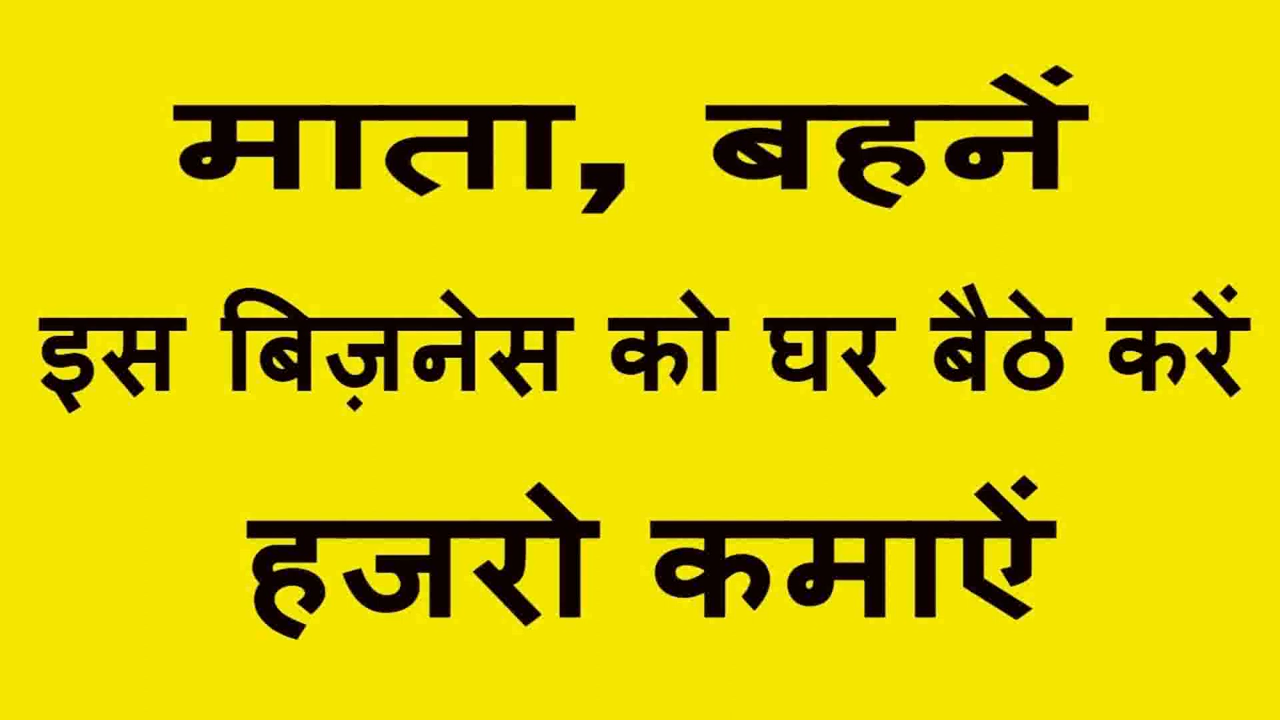 माता, बहनें
इस बिज़नेस को घर बैठे करें
हजरो कमाऐं